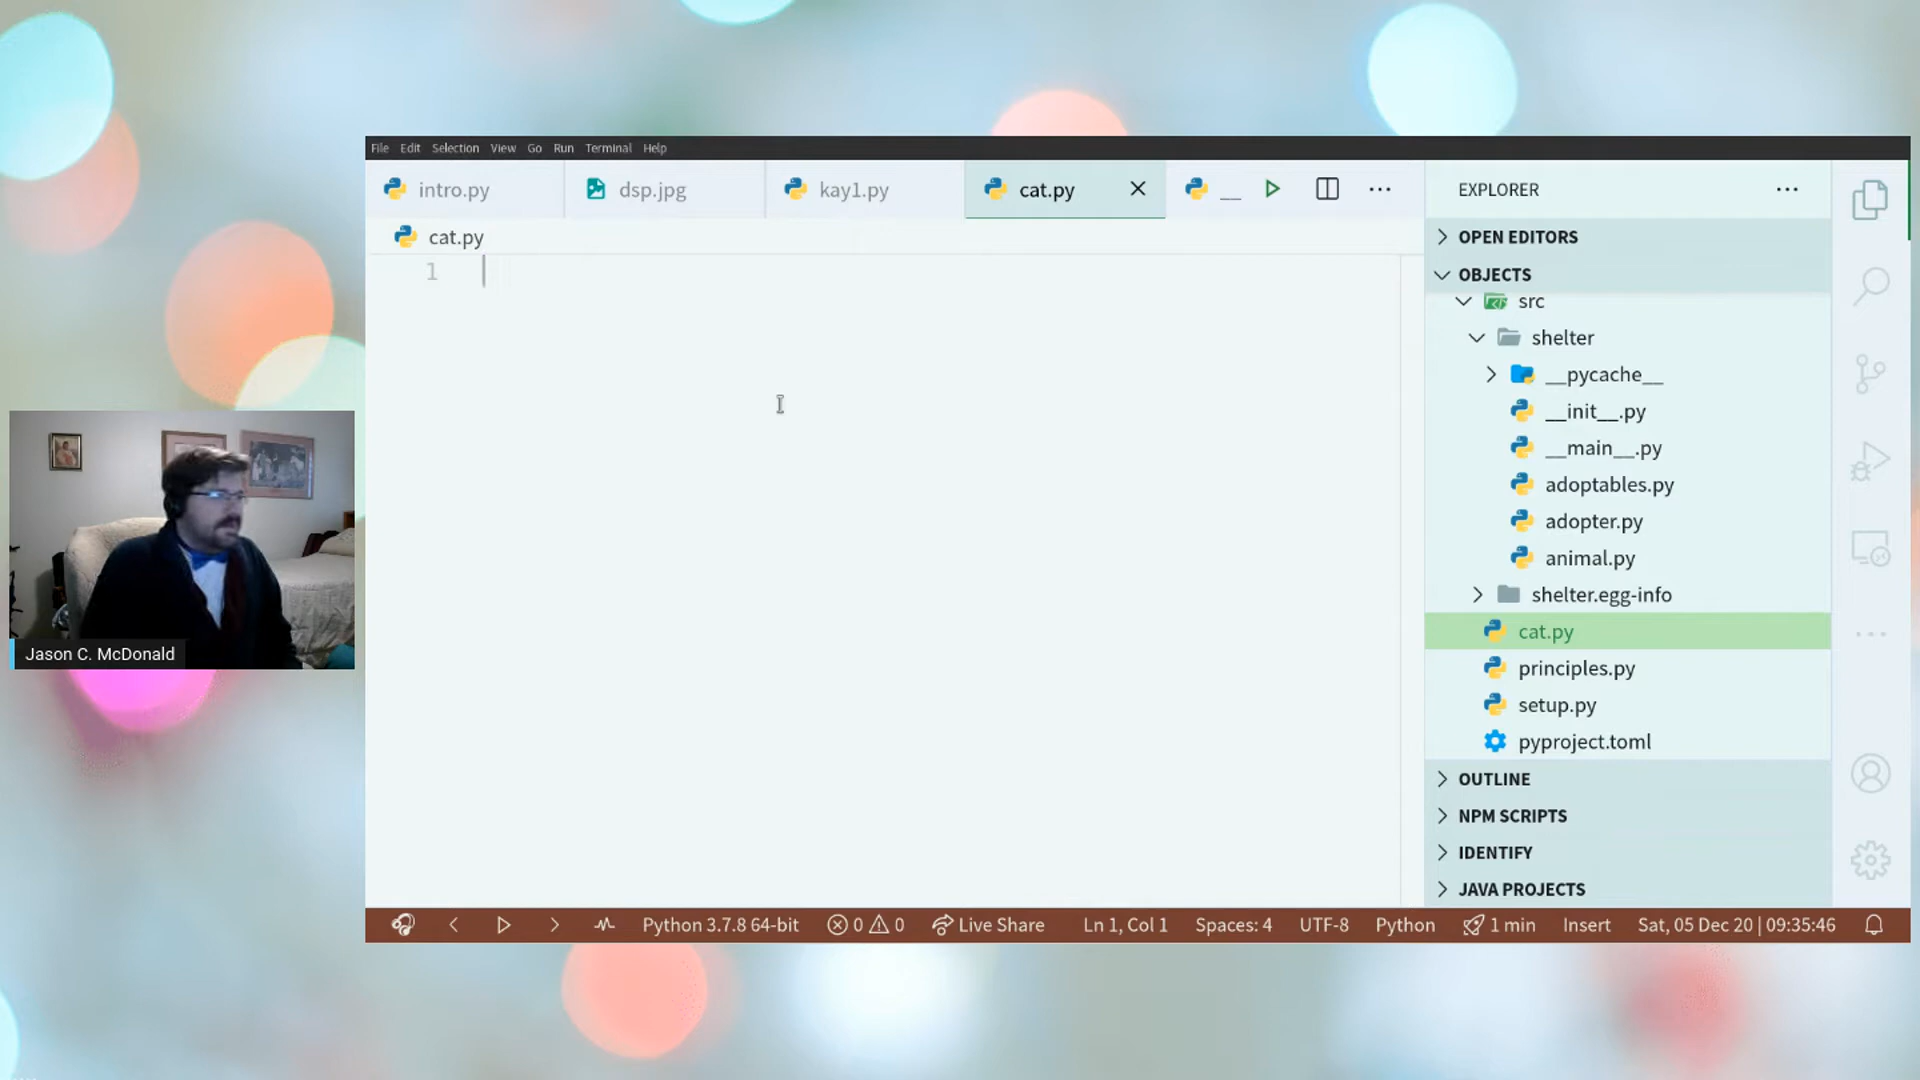 File Edit Selection View Go Run Terminal Help
intro.py dsp.jpg kay1.py cat.py __
cat.py
1
EXPLORER
OPEN EDITORS
OBJECTS
src
shelter
__pycache__
__init__.py
__main__.py
adoptables.py
adopter.py
animal.py
shelter.egg-info
cat.py
principles.py
setup.py
pyproject.toml
OUTLINE
NPM SCRIPTS
IDENTIFY
JAVA PROJECTS
Jason C. McDonald
Python 3.7.8 64-bit 0 0 Live Share Ln 1, Col 1 Spaces: 4 UTF-8 Python 1 min Insert Sat, 05 Dec 20 | 09:35:46